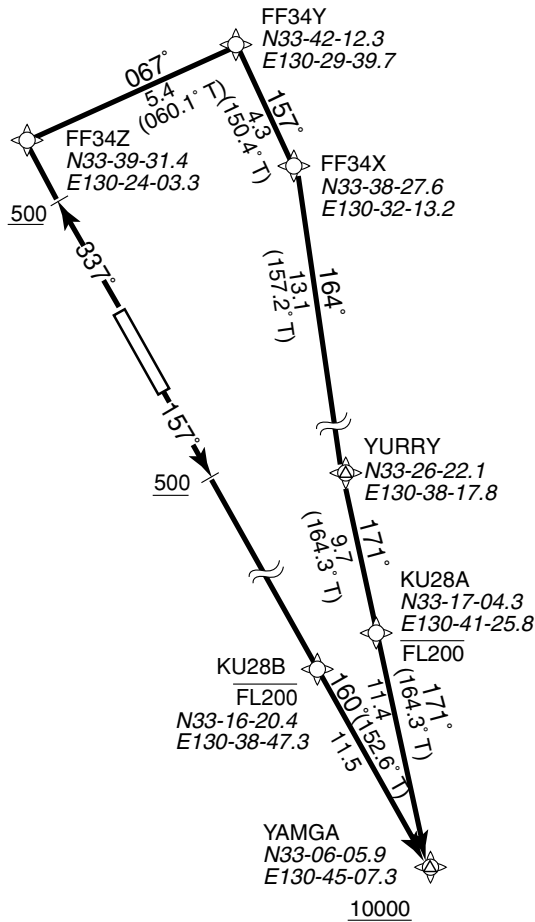 FF34Y
N33-42-12.3
E130-29-39.7
067°
5.4
(060.1° T)
157°
4.3
(150.4° T)
FF34Z
N33-39-31.4
E130-24-03.3
FF34X
N33-38-27.6
E130-32-13.2
500
337°
13.1
(157.2° T)
164°
157°
500
YURRY
N33-26-22.1
E130-38-17.8
9.7
(164.3° T)
171°
KU28A
N33-17-04.3
E130-41-25.8
FL200
KU28B
FL200
N33-16-20.4
E130-38-47.3
160°
(152.6° T)
11.5
11.4
(164.3° T)
171°
YAMGA
N33-06-05.9
E130-45-07.3
10000